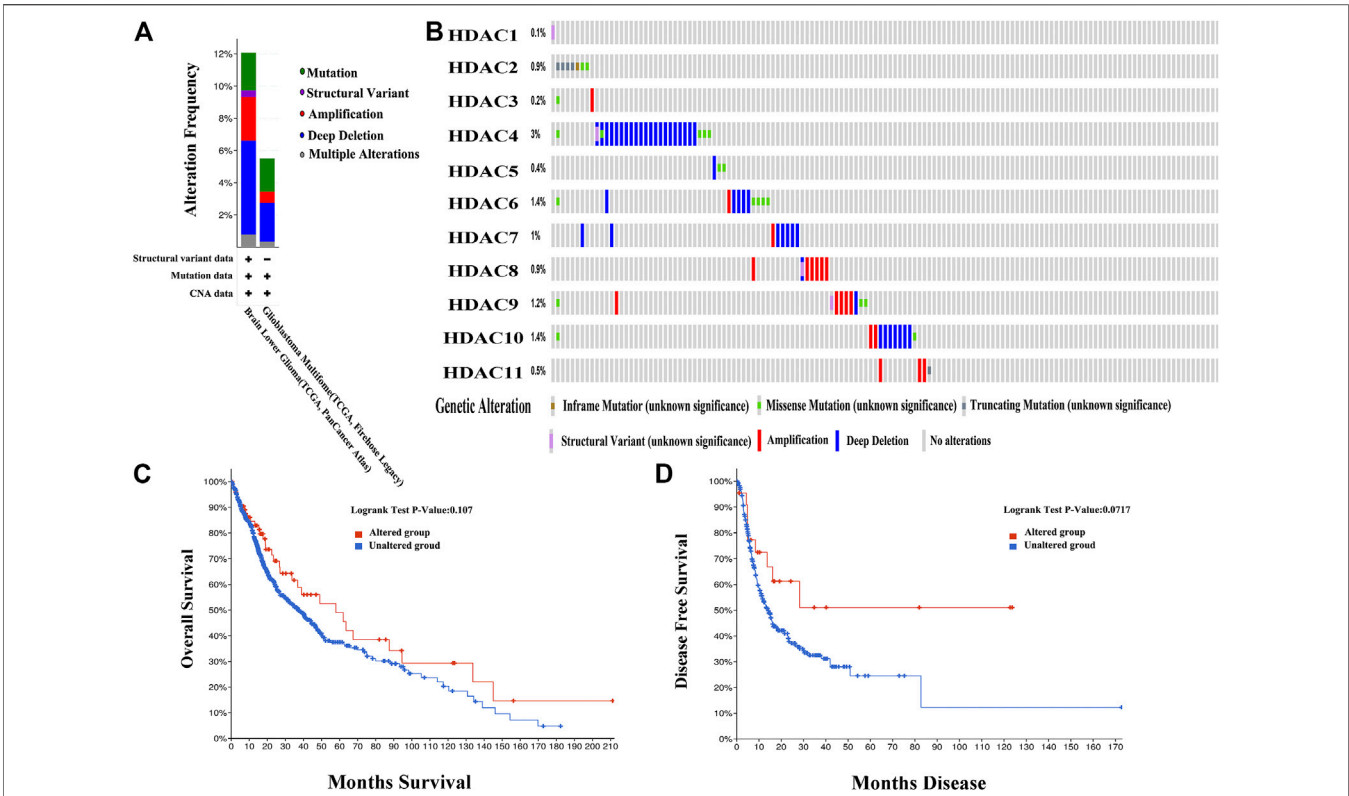 A
12%
10%
8%
6%
4%
2%
Alteration Frequency
Mutation
Structural Variant
Amplification
Deep Deletion
Multiple Alterations
Structural variant data + −
Mutation data + +
CNA data + +
Brain Lower Glioma(TCGA, PanCancer Atlas)
Glioblastoma Multifome(TCGA, Firehose Legacy)
B
HDAC1 0.1%
HDAC2 0.9%
HDAC3 0.2%
HDAC4 3%
HDAC5 0.4%
HDAC6 1.4%
HDAC7 1%
HDAC8 0.9%
HDAC9 1.2%
HDAC10 1.4%
HDAC11 0.5%
Genetic Alteration Inframe Mutatior (unknown significance) Missense Mutation (unknown significance) Truncating Mutation (unknown significance)
Structural Variant (unknown significance) Amplification Deep Deletion No alterations
C
100%
90%
80%
70%
60%
50%
40%
30%
20%
10%
0%
Overall Survival
Logrank Test P-Value:0.107
Altered group
Unaltered groud
0 10 20 30 40 50 60 70 80 90 100 110 120 130 140 150 160 170 180 190 200 210
Months Survival
D
100%
90%
80%
70%
60%
50%
40%
30%
20%
10%
0%
Disease Free Survival
Logrank Test P-Value:0.0717
Altered group
Unaltered groud
0 10 20 30 40 50 60 70 80 90 100 110 120 130 140 150 160 173
Months Disease